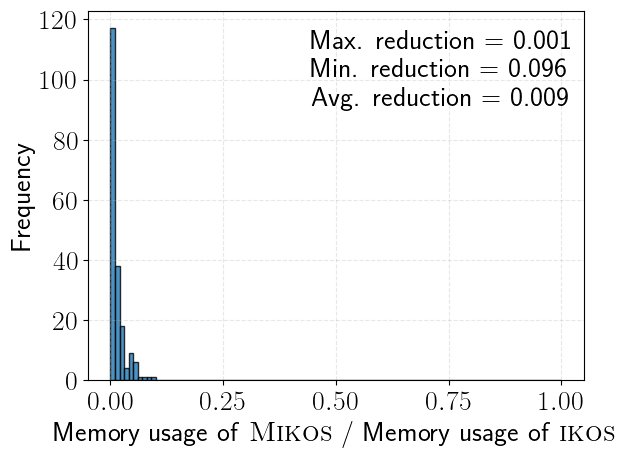 Max. reduction = 0.001
Min. reduction = 0.096
Avg. reduction = 0.009
120
100
80
60
40
20
0
Frequency
0.00 0.25 0.50 0.75 1.00
Memory usage of MIKOS / Memory usage of IKOS